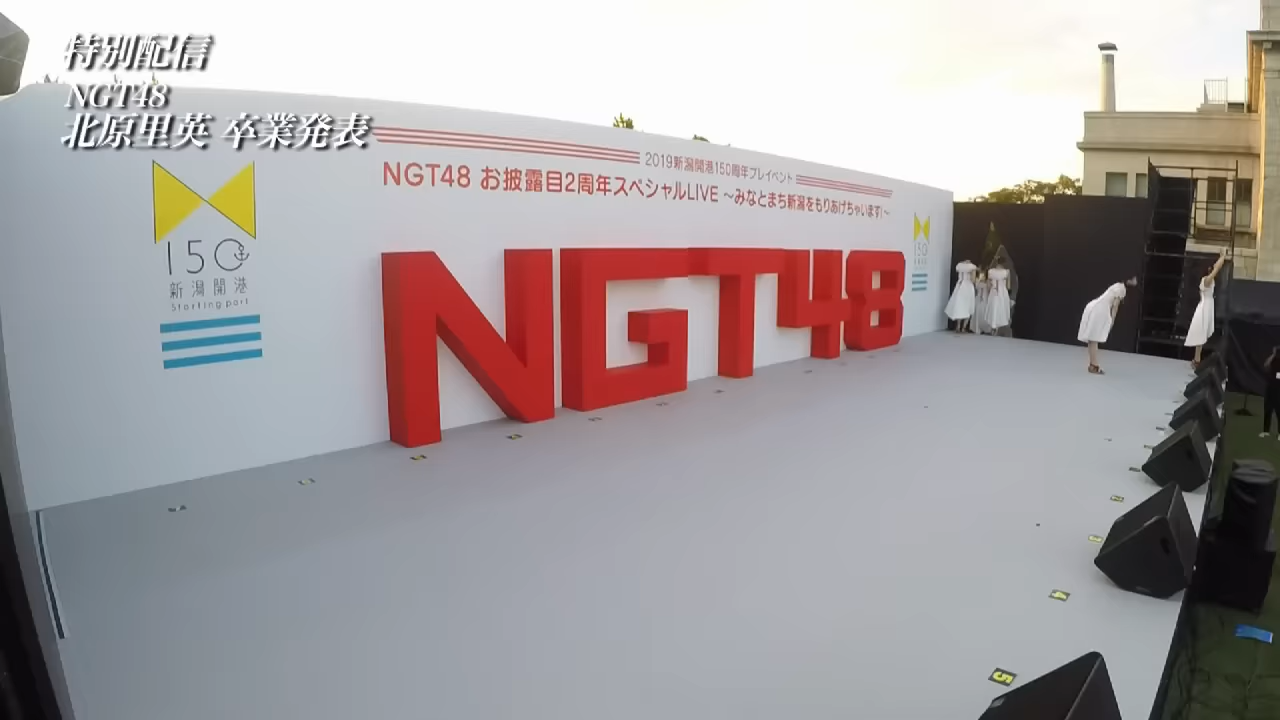 特別配信
NGT48
北原里英 卒業発表
2019新潟開港150周年プレイベント
NGT48 お披露目2周年スペシャルLIVE ～みなとまち新潟をもりあげちゃいます!～
150
新潟開港
Starting port
NGT48
150
5